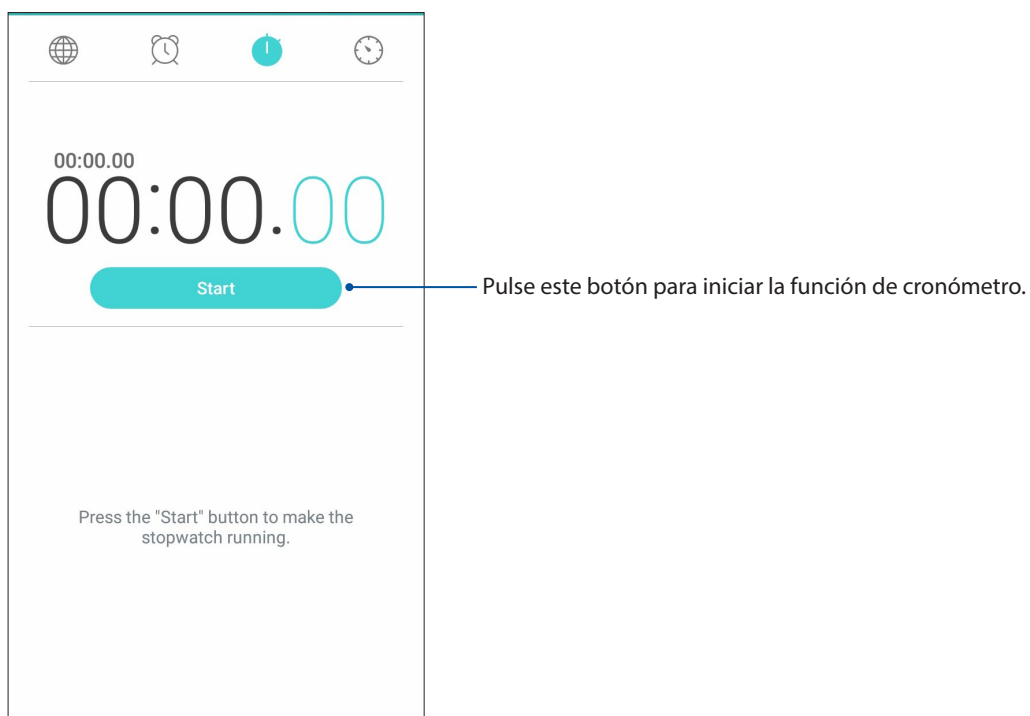 00:00.00
00:00.00
Start
Pulse este botón para iniciar la función de cronómetro.
Press the "Start" button to make the
stopwatch running.